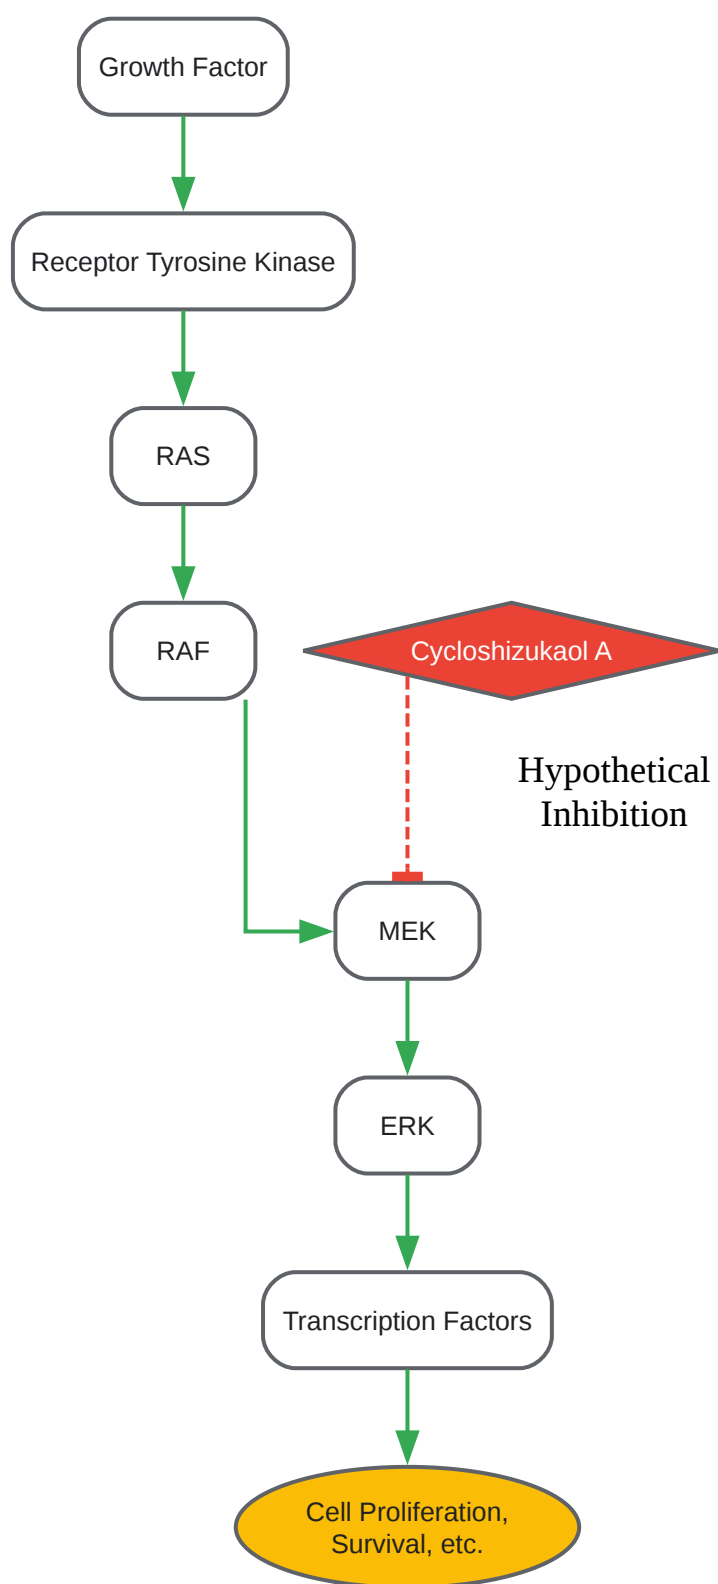 Growth Factor
Receptor Tyrosine Kinase
RAS
RAF
Cycloshizukaol A
Hypothetical
Inhibition
MEK
ERK
Transcription Factors
Cell Proliferation,
Survival, etc.